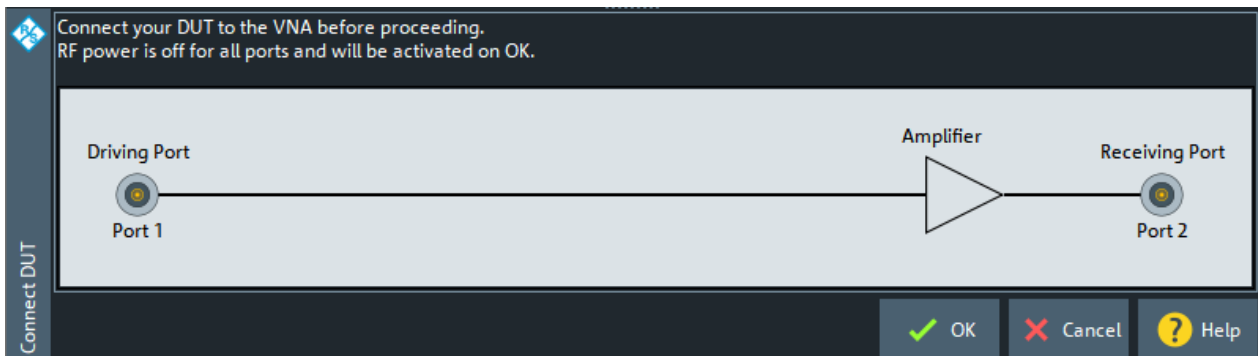 Connect your DUT to the VNA before proceeding.
RF power is off for all ports and will be activated on OK.
Amplifier
Driving Port
Receiving Port
Port 1
Port 2
Connect DUT
OK
Cancel
Help